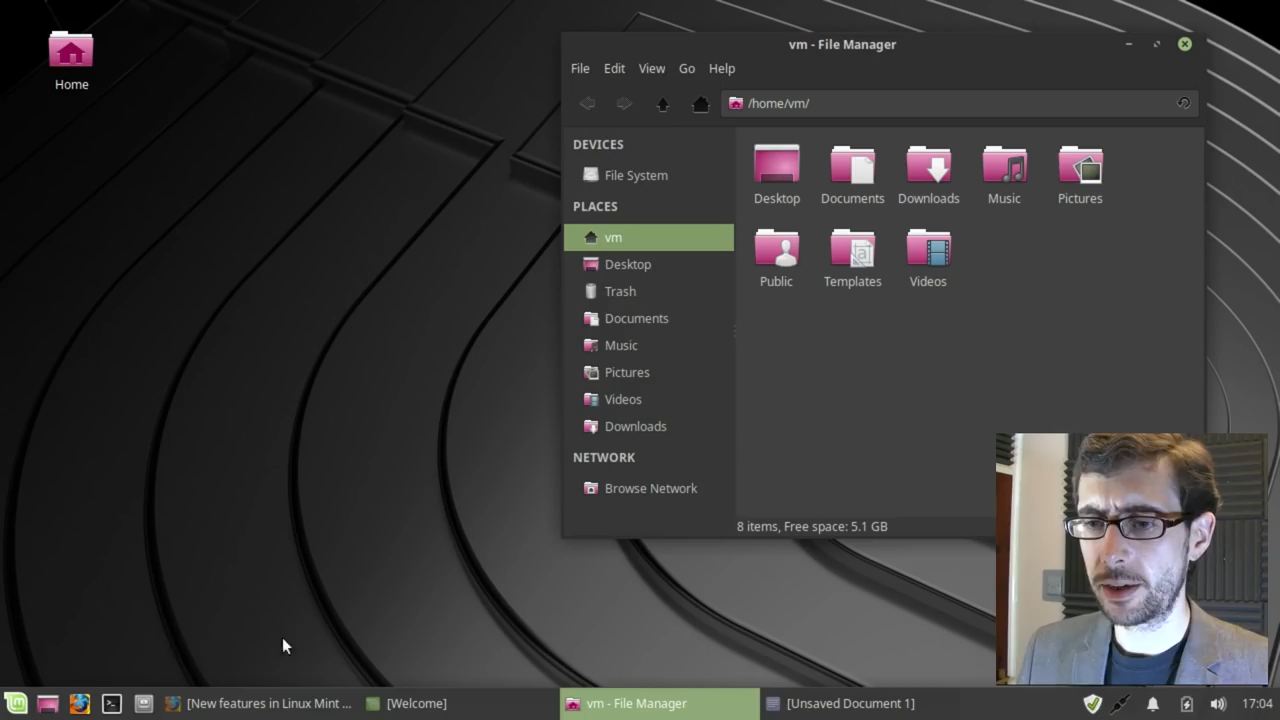 Home
vm - File Manager
File Edit View Go Help
/home/vm/
DEVICES
File System
PLACES
vm
Desktop
Trash
Documents
Music
Pictures
Videos
Downloads
NETWORK
Browse Network
Desktop Documents Downloads Music Pictures
Public Templates Videos
8 items, Free space: 5.1 GB
[New features in Linux Mint ... [Welcome] vm - File Manager [Unsaved Document 1] 17:04